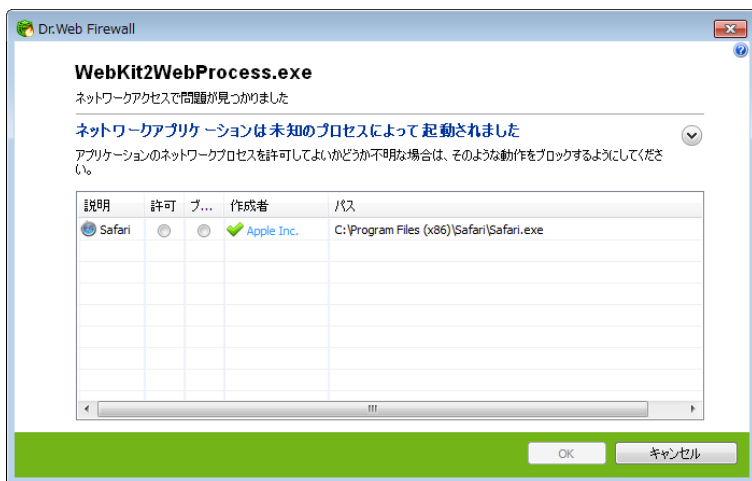 Dr.Web Firewall
WebKit2WebProcess.exe
ネットワークアクセスで問題が見つかりました
ネットワークアプリケーションは未知のプロセスによって起動されました
アプリケーションのネットワークプロセスを許可してよいかどうか不明な場合は、そのような動作をブロックするようにしてくださ
い。
説明 許可 ブ... 作成者 パス
Safari Apple Inc. C:\Program Files (x86)\Safari\Safari.exe
OK キャンセル